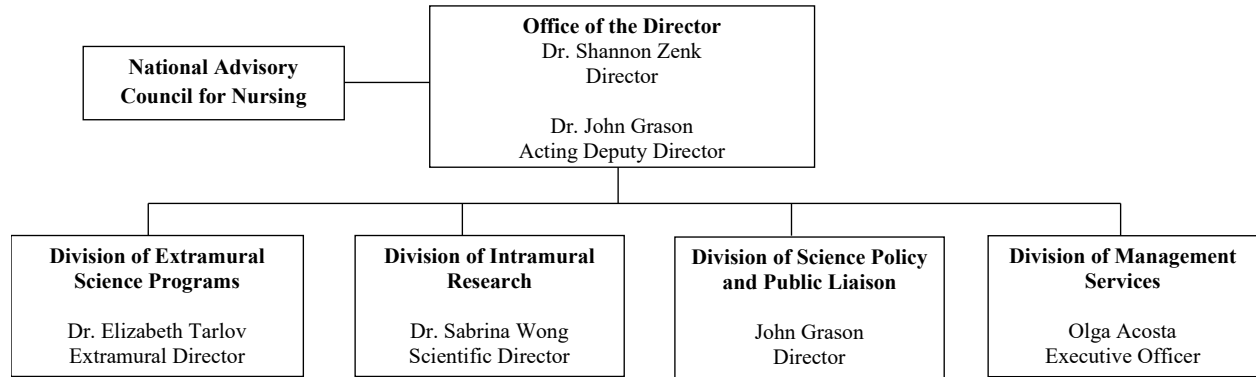 Office of the Director
Dr. Shannon Zenk
Director
Dr. John Grason
Acting Deputy Director
National Advisory
Council for Nursing
Division of Extramural
Science Programs
Dr. Elizabeth Tarlov
Extramural Director
Division of Intramural
Research
Dr. Sabrina Wong
Scientific Director
Division of Science Policy
and Public Liaison
John Grason
Director
Division of Management
Services
Olga Acosta
Executive Officer